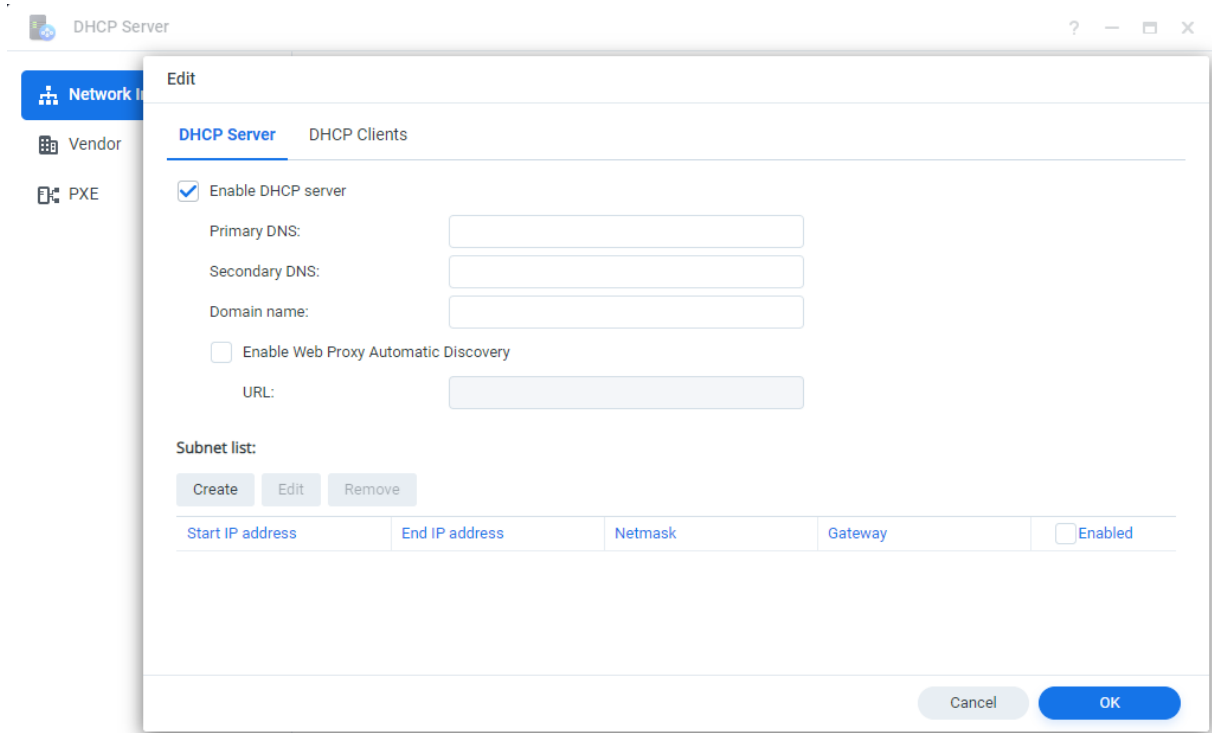 DHCP Server
?
Network
Vendor
PXE
Edit
DHCP Server DHCP Clients
Enable DHCP server
Primary DNS:
Secondary DNS:
Domain name:
Enable Web Proxy Automatic Discovery
URL:
Subnet list:
Create Edit Remove
Start IP address End IP address Netmask Gateway Enabled
Cancel OK